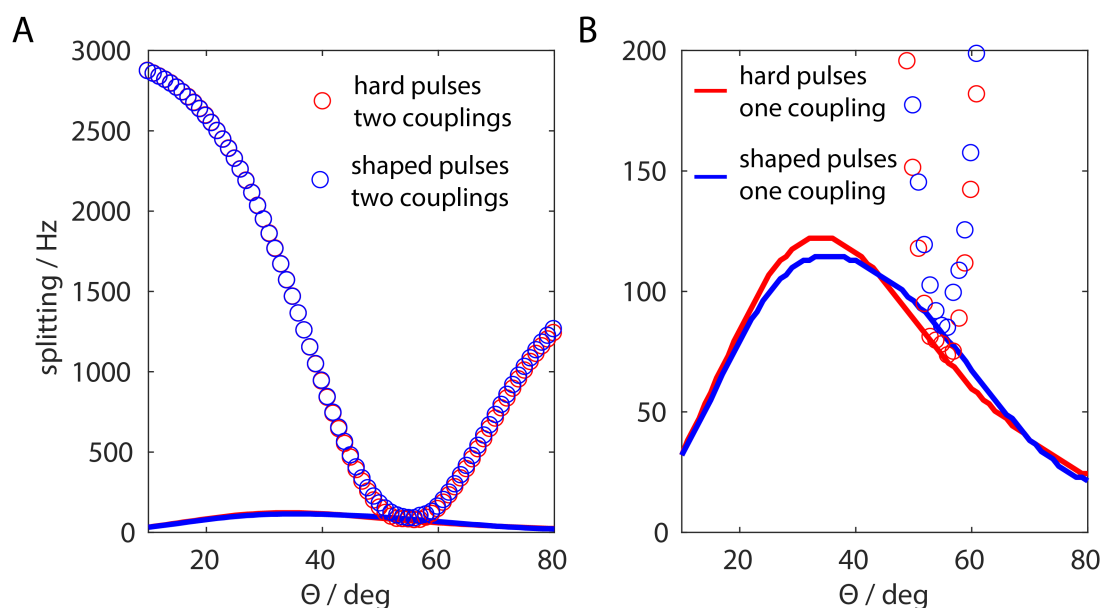 A
splitting / Hz
3000
2500
2000
1500
1000
500
0
20
40
60
80
Θ / deg
hard pulses
two couplings
shaped pulses
two couplings
B
200
150
100
50
0
20
40
60
80
Θ / deg
hard pulses
one coupling
shaped pulses
one coupling